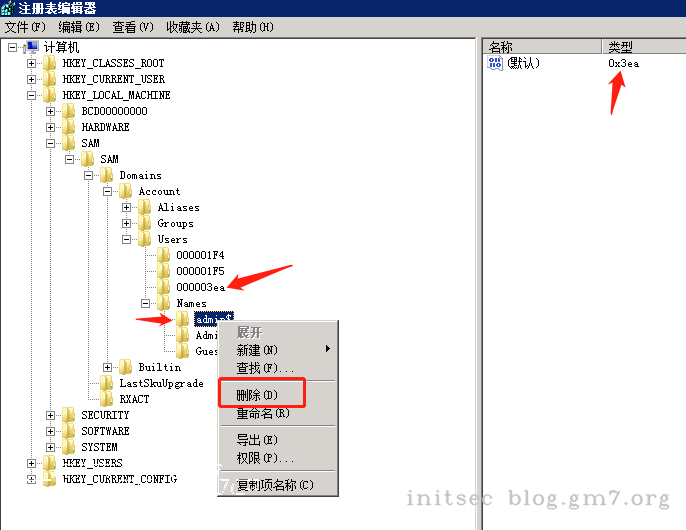 注册表编辑器
文件(F) 编辑(E) 查看(V) 收藏夹(A) 帮助(H)
计算机
HKEY_CLASSES_ROOT
HKEY_CURRENT_USER
HKEY_LOCAL_MACHINE
BCD00000000
HARDWARE
SAM
SAM
Domains
Account
Aliases
Groups
Users
000001F4
000001F5
000003ea
Names
admin$
Admi
Gues
Builtin
LastSkuUpgrade
RXACT
SECURITY
SOFTWARE
SYSTEM
HKEY_USERS
HKEY_CURRENT_CONFIG
展开
新建(N)
查找(F)...
删除(D)
重命名(R)
导出(E)
权限(P)...
复制项名称(C)
名称 类型
(默认) 0x3ea
initsec blog.gm7.org